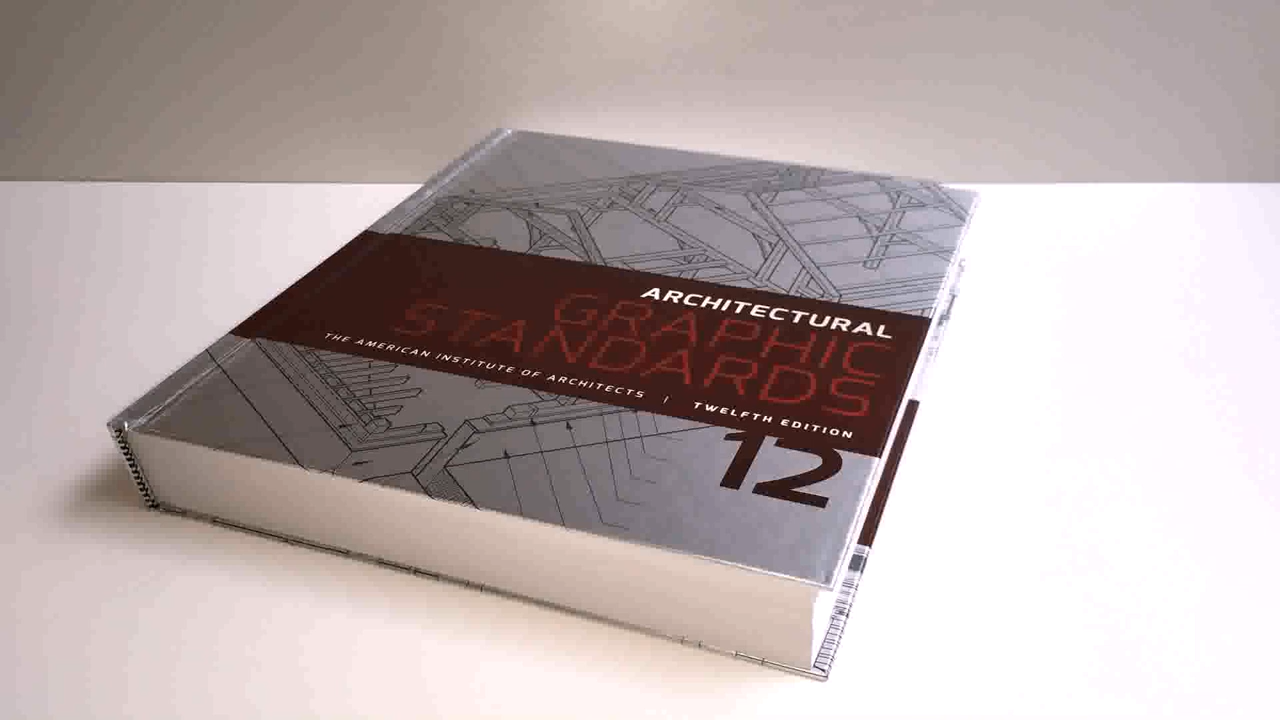 ARCHITECTURAL
GRAPHIC
STANDARDS
THE AMERICAN INSTITUTE OF ARCHITECTS | TWELFTH EDITION
12